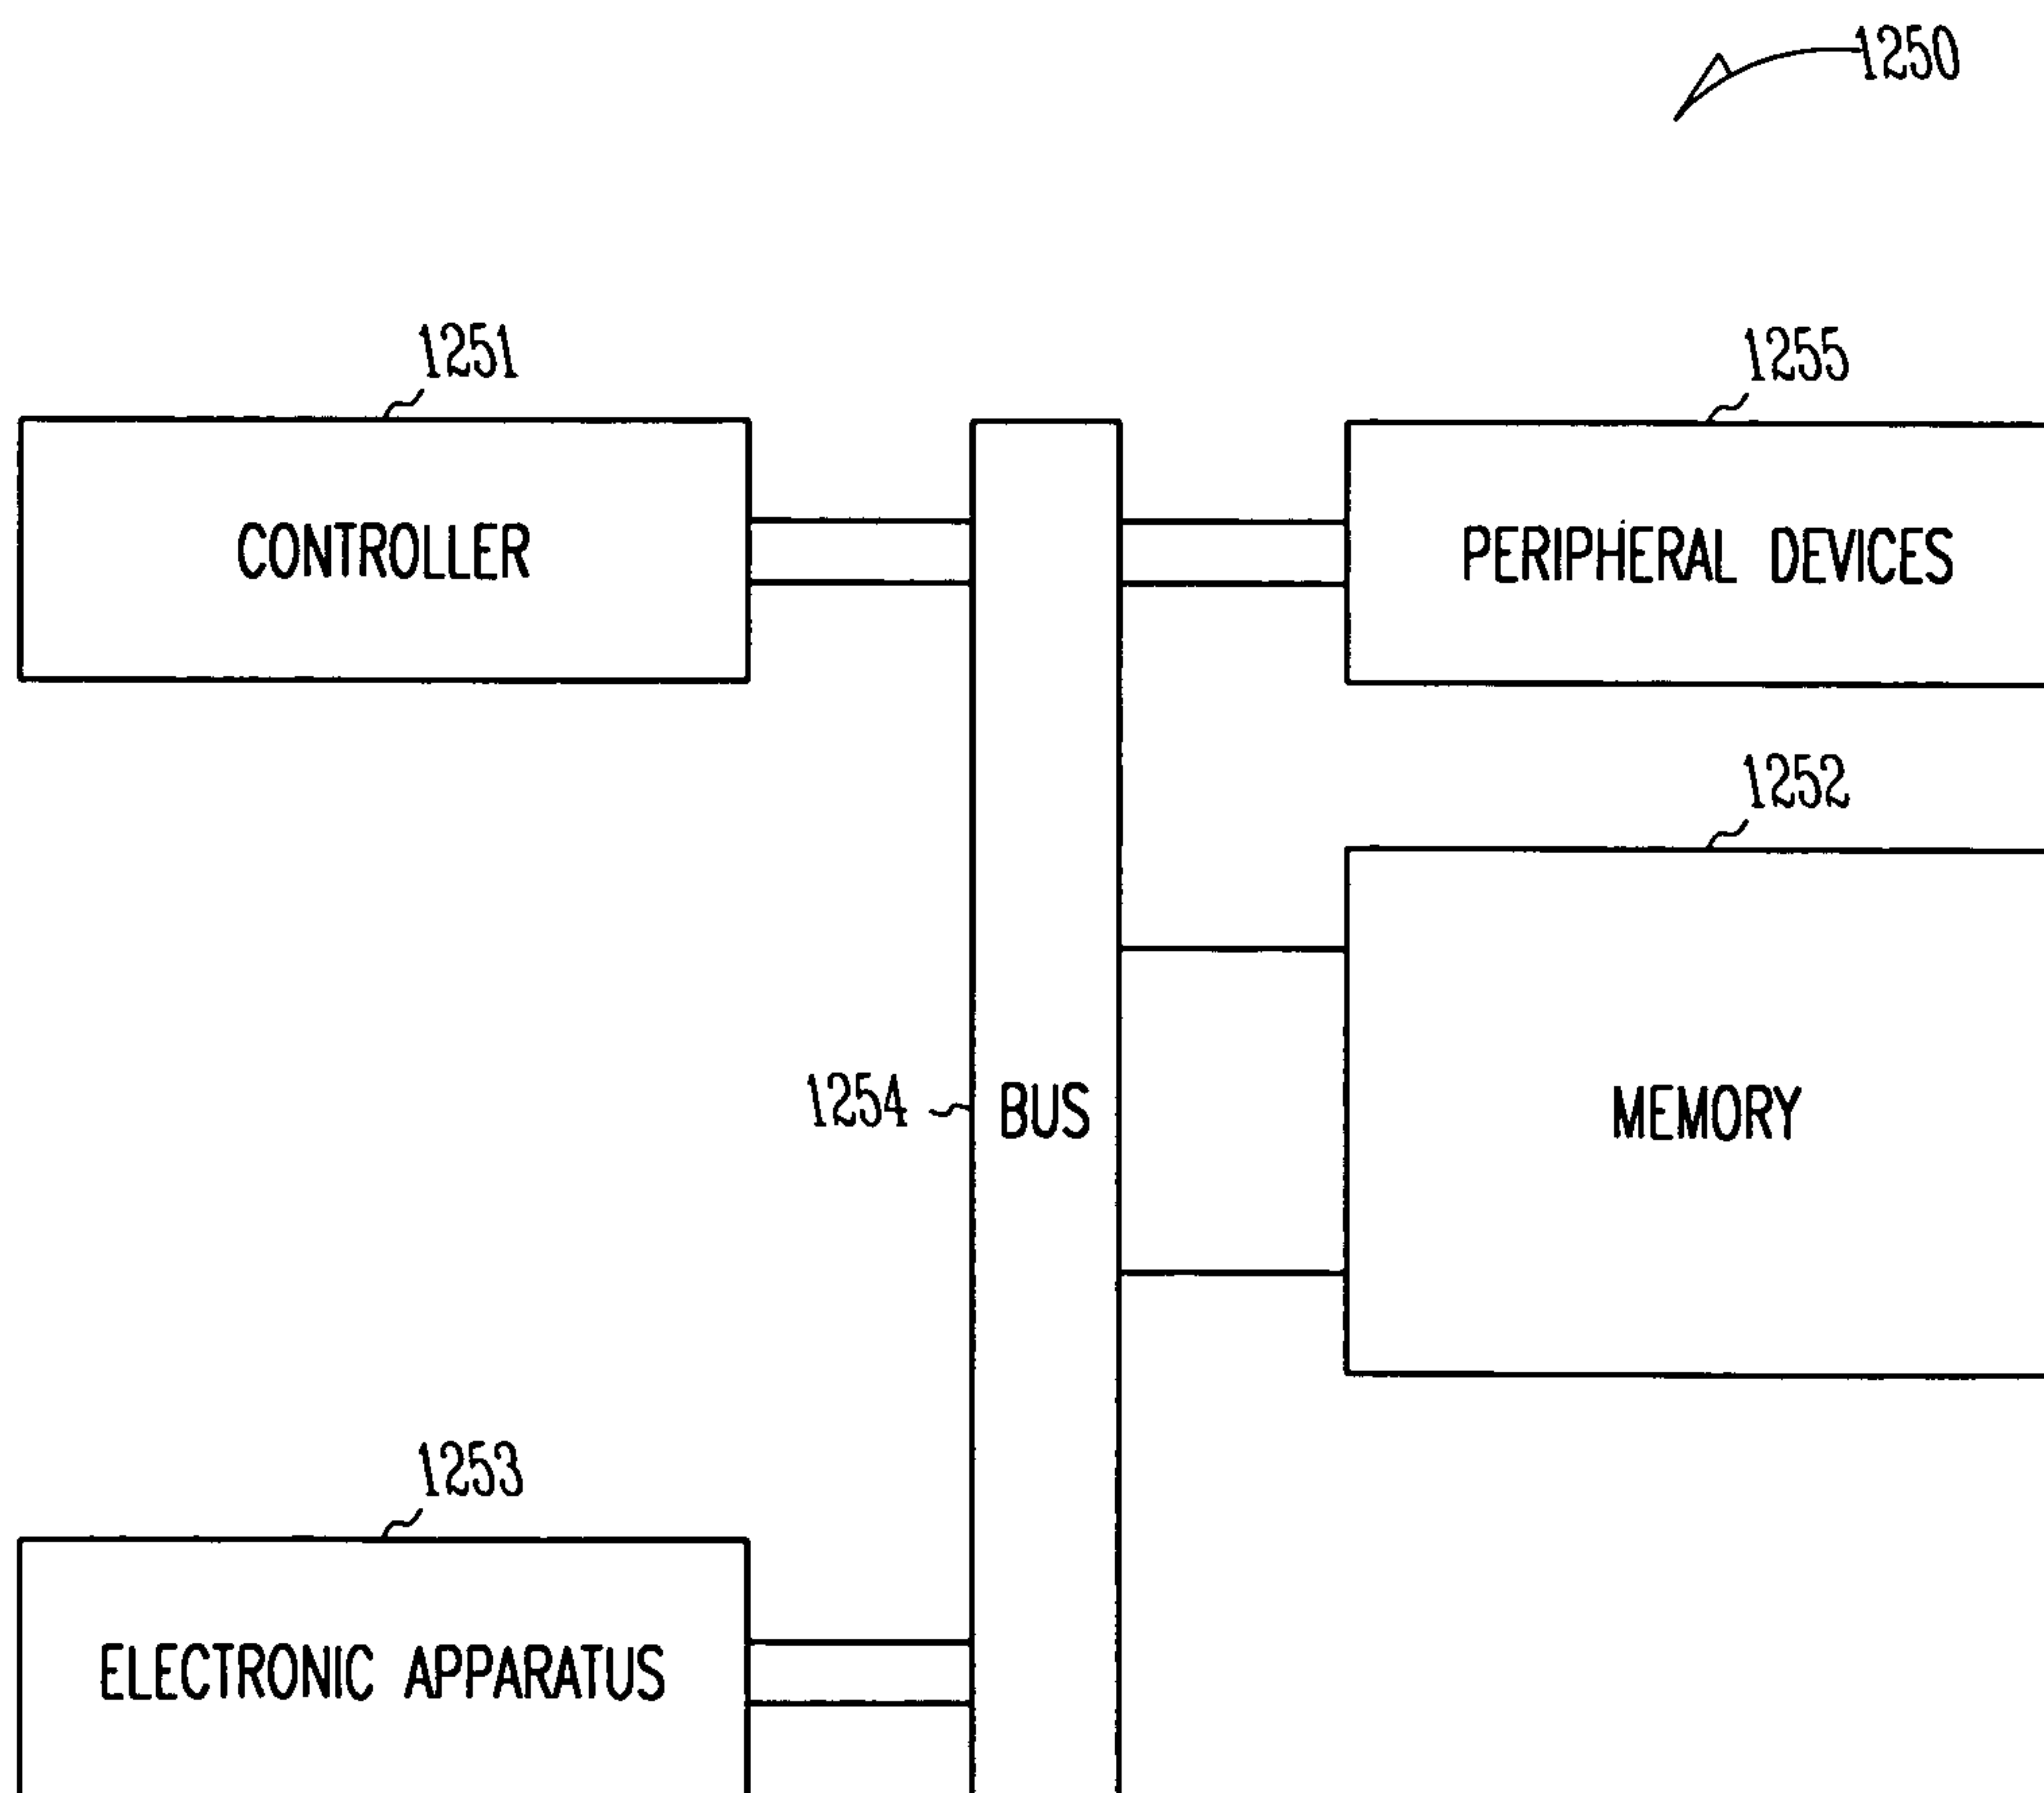 1250
1251
CONTROLLER
1255
PERIPHERAL DEVICES
1252
MEMORY
1254
BUS
1253
ELECTRONIC APPARATUS